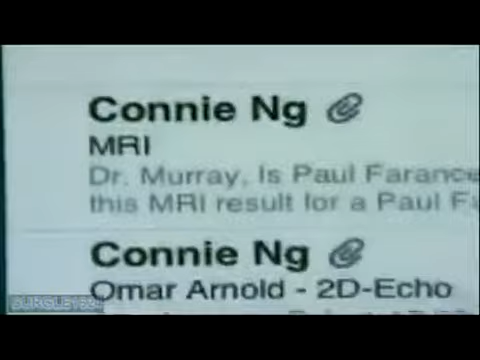 Connie Ng
MRI
Dr. Murray, Is Paul Farance
this MRI result for a Paul Fa
Connie Ng
Omar Arnold - 2D-Echo